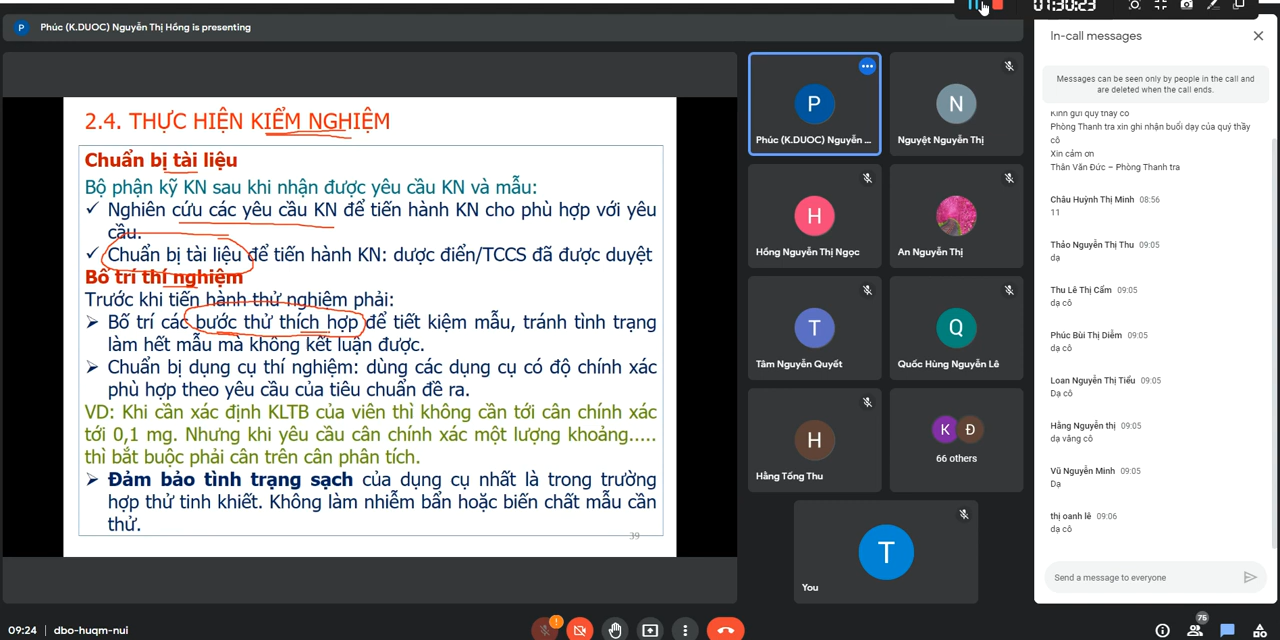 01:30:23
P Phúc (K.DUOC) Nguyễn Thị Hồng is presenting
2.4. THỰC HIỆN KIỂM NGHIỆM
Chuẩn bị tài liệu
Bộ phận kỹ KN sau khi nhận được yêu cầu KN và mẫu:
✓ Nghiên cứu các yêu cầu KN để tiến hành KN cho phù hợp với yêu
cầu.
✓ Chuẩn bị tài liệu để tiến hành KN: dược điển/TCCS đã được duyệt
Bố trí thí nghiệm
Trước khi tiến hành thử nghiệm phải:
➢ Bố trí các bước thử thích hợp để tiết kiệm mẫu, tránh tình trạng
làm hết mẫu mà không kết luận được.
➢ Chuẩn bị dụng cụ thí nghiệm: dùng các dụng cụ có độ chính xác
phù hợp theo yêu cầu của tiêu chuẩn đề ra.
VD: Khi cần xác định KLTB của viên thì không cần tới cân chính xác
tới 0,1 mg. Nhưng khi yêu cầu cân chính xác một lượng khoảng.....
thì bắt buộc phải cân trên cân phân tích.
➢ Đảm bảo tình trạng sạch của dụng cụ nhất là trong trường
hợp thử tinh khiết. Không làm nhiễm bẩn hoặc biến chất mẫu cần
thử.
39
P
Phúc (K.DUOC) Nguyễn ...
N
Nguyệt Nguyễn Thị
H
Hồng Nguyễn Thị Ngọc
An Nguyễn Thị
T
Tâm Nguyễn Quyết
Q
Quốc Hùng Nguyễn Lê
H
Hằng Tống Thu
K Đ
66 others
T
You
In-call messages
Messages can be seen only by people in the call and
are deleted when the call ends.
Kính gửi quý thầy cô
Phòng Thanh tra xin ghi nhận buổi dạy của quý thầy
cô
Xin cảm ơn
Thân Văn Đức – Phòng Thanh tra
Châu Huỳnh Thị Minh 08:56
11
Thảo Nguyễn Thị Thu 09:05
dạ
Thu Lê Thị Cẩm 09:05
dạ cô
Phúc Bùi Thị Diễm 09:05
dạ cô
Loan Nguyễn Thị Tiểu 09:05
Dạ cô
Hằng Nguyễn thị 09:05
dạ vâng cô
Vũ Nguyễn Minh 09:05
Dạ
thị oanh lê 09:06
dạ cô
Send a message to everyone
09:24 | dbo-huqm-nui
75